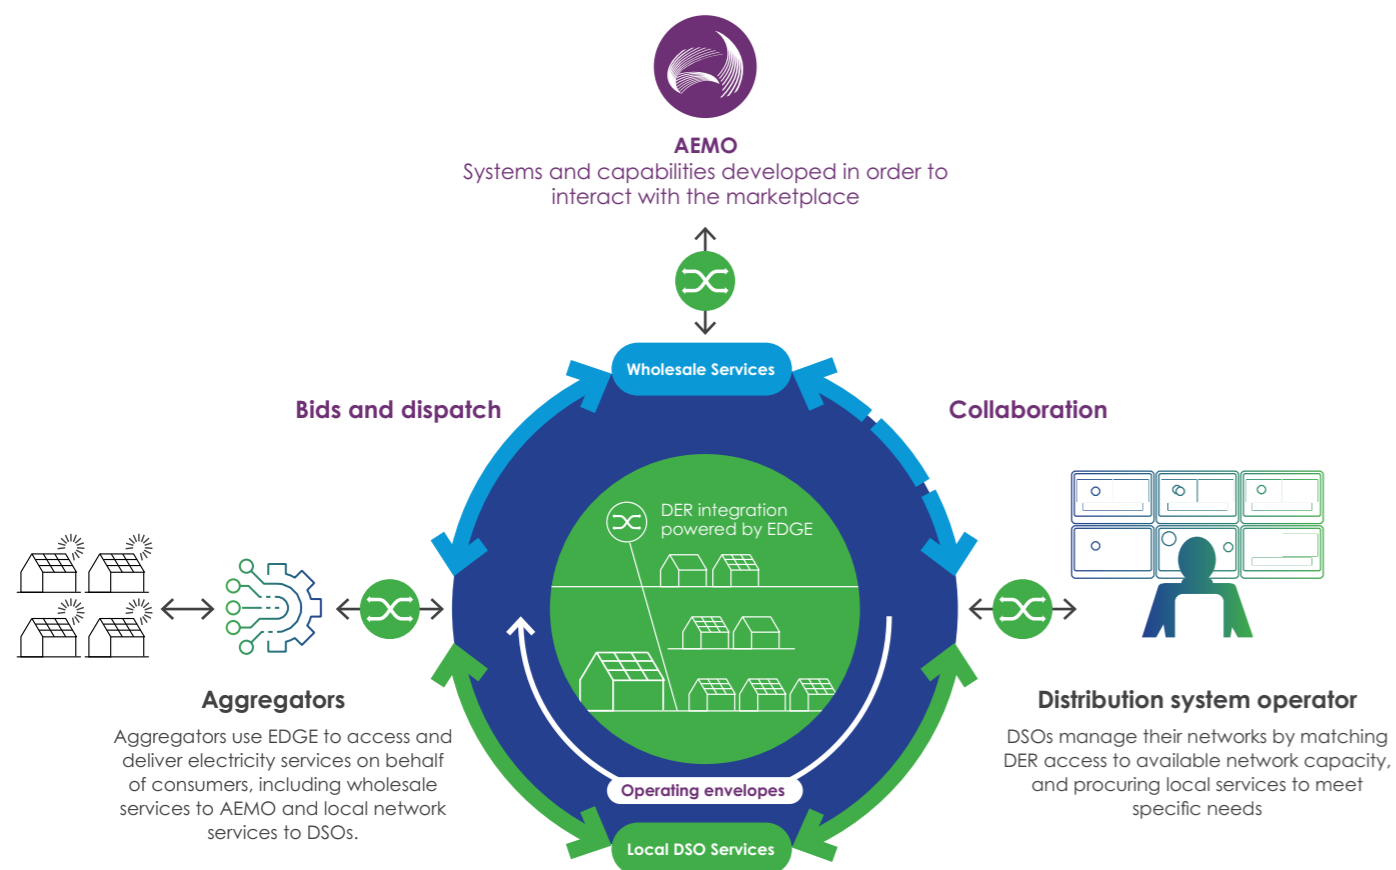 AEMO
Systems and capabilities developed in order to
interact with the marketplace
Wholesale Services
Bids and dispatch
Collaboration
DER integration
powered by EDGE
Aggregators
Aggregators use EDGE to access and
deliver electricity services on behalf
of consumers, including wholesale
services to AEMO and local network
services to DSOs.
Distribution system operator
DSOs manage their networks by matching
DER access to available network capacity,
and procuring local services to meet
specific needs
Operating envelopes
Local DSO Services